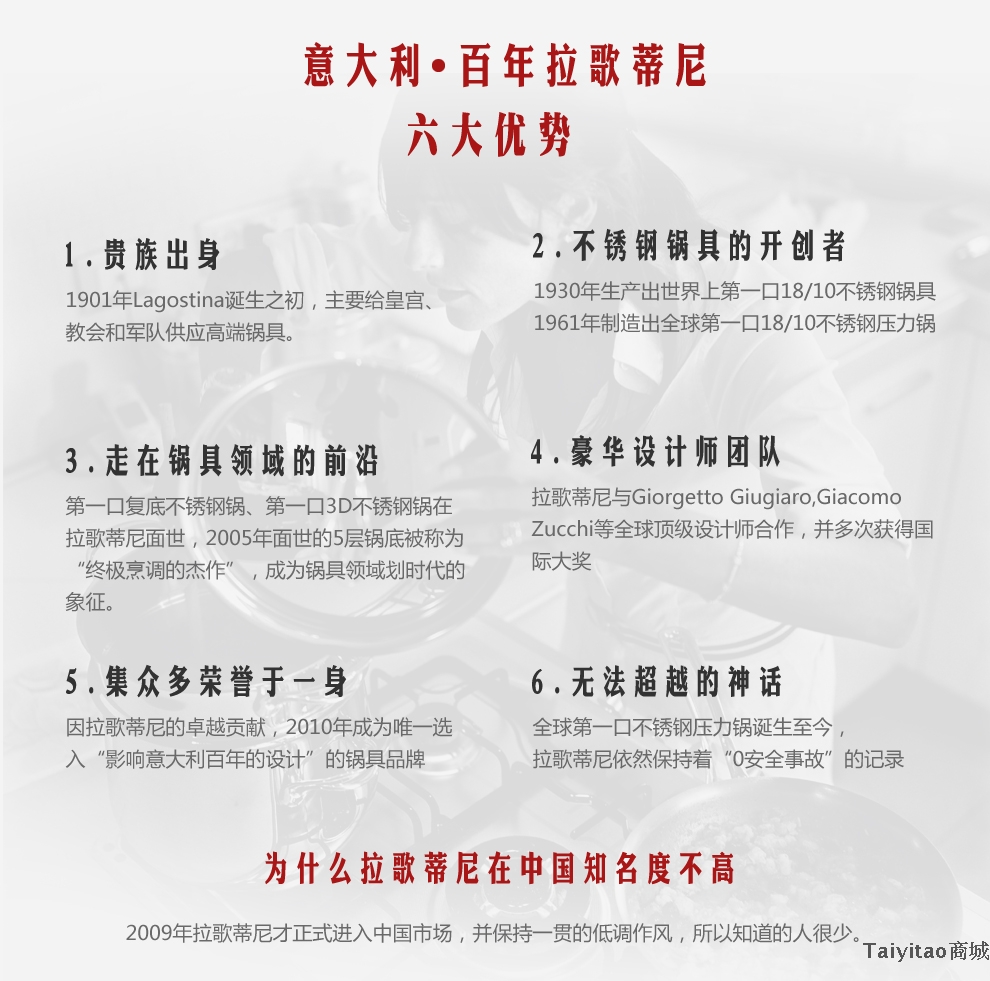 意大利·百年拉歌蒂尼
六大优势
1.贵族出身
1901年Lagostina诞生之初，主要给皇宫、
教会和军队供应高端锅具。
2.不锈钢锅具的开创者
1930年生产出世界上第一口18/10不锈钢锅具
1961年制造出全球第一口18/10不锈钢压力锅
3.走在锅具领域的前沿
第一口复底不锈钢锅、第一口3D不锈钢锅在
拉歌蒂尼面世，2005年面世的5层锅底被称为
“终极烹调的杰作”，成为锅具领域划时代的
象征。
4.豪华设计师团队
拉歌蒂尼与Giorgetto Giugiaro,Giacomo
Zucchi等全球顶级设计师合作，并多次获得国
际大奖
5.集众多荣誉于一身
因拉歌蒂尼的卓越贡献，2010年成为唯一选
入“影响意大利百年的设计”的锅具品牌
6.无法超越的神话
全球第一口不锈钢压力锅诞生至今，
拉歌蒂尼依然保持着“0安全事故”的记录
为什么拉歌蒂尼在中国知名度不高
2009年拉歌蒂尼才正式进入中国市场，并保持一贯的低调作风，所以知道的人很少。
Taiyitao商城